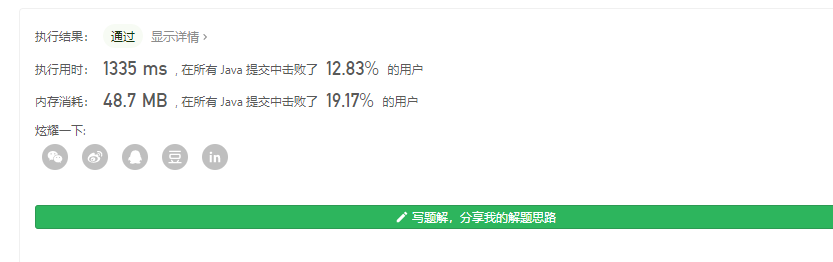 执行结果： 通过 显示详情 ›
执行用时： 1335 ms , 在所有 Java 提交中击败了 12.83% 的用户
内存消耗： 48.7 MB , 在所有 Java 提交中击败了 19.17% 的用户
炫耀一下:
豆 in
写题解，分享我的解题思路